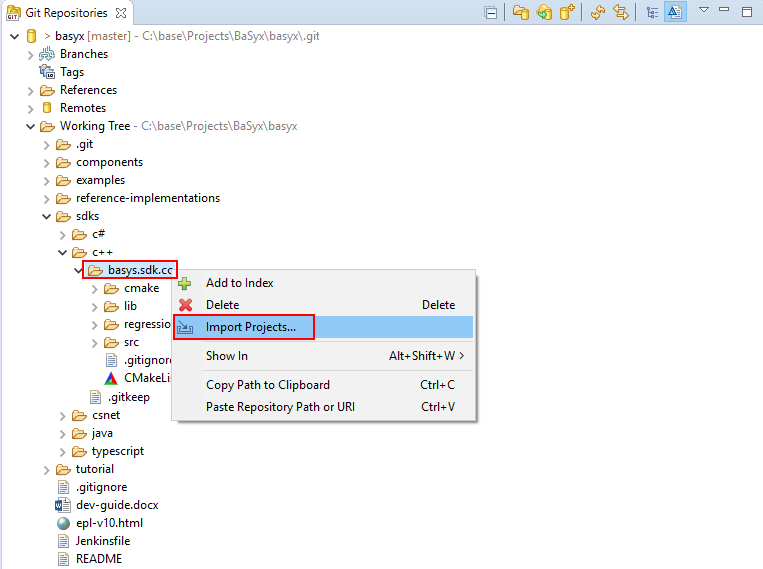 Git Repositories
> basyx [master] - C:\base\Projects\BaSyx\basyx\.git
Branches
Tags
References
Remotes
Working Tree - C:\base\Projects\BaSyx\basyx
.git
components
examples
reference-implementations
sdks
c#
c++
basys.sdk.cc
cmake
lib
regressio
src
.gitignore
CMakeLis
.gitkeep
csnet
java
typescript
tutorial
.gitignore
dev-guide.docx
epl-v10.html
Jenkinsfile
README
Add to Index
Delete Delete
Import Projects...
Show In Alt+Shift+W >
Copy Path to Clipboard Ctrl+C
Paste Repository Path or URI Ctrl+V